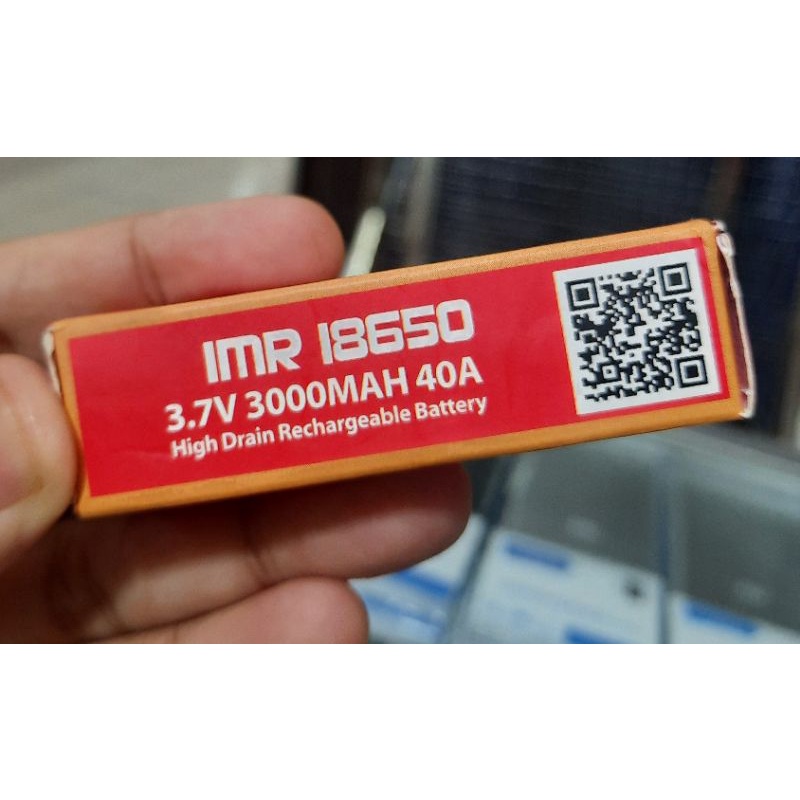 IMR 18650
3.7V 3000MAH 40A
High Drain Rechargeable Battery